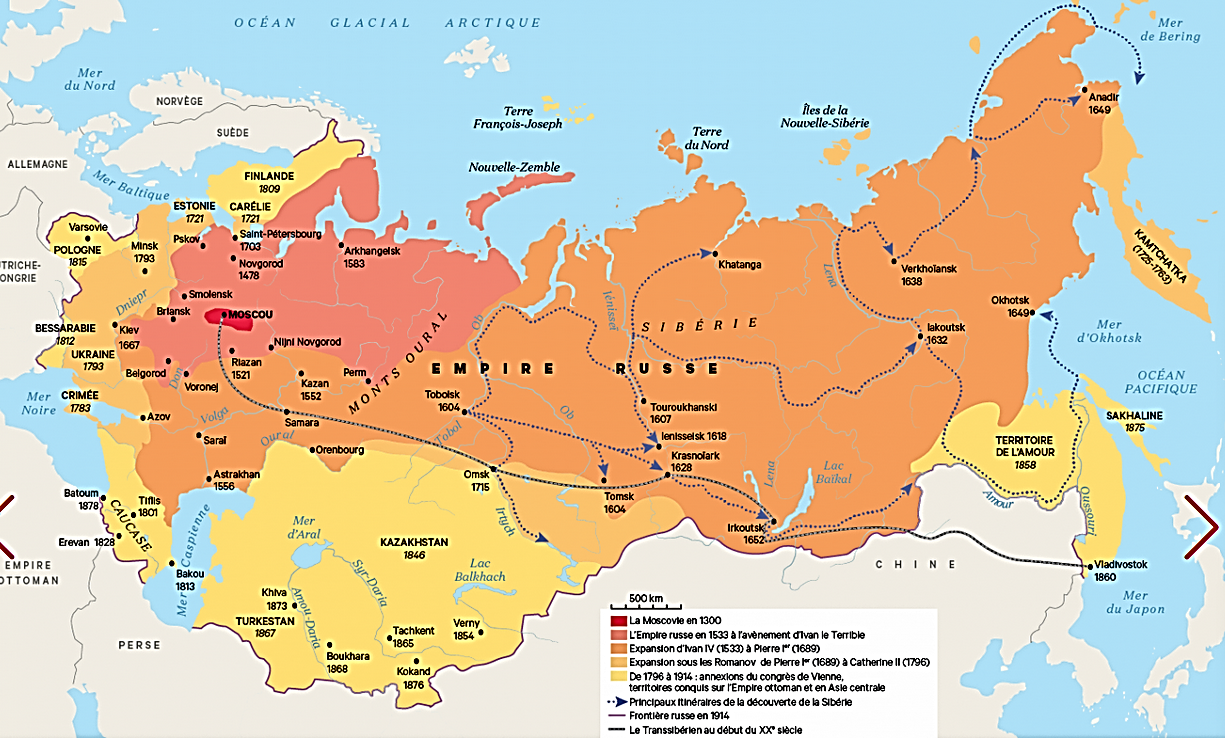 OCÉAN GLACIAL ARCTIQUE
Mer
de Bering
Mer
du Nord
NORVÈGE
SUÈDE
ALLEMAGNE
Mer Baltique
Terre
François-Joseph
Îles de la
Nouvelle-Sibérie
Terre
du Nord
Nouvelle-Zemble
Anadir
1649
FINLANDE
1809
ESTONIE
1721
CARÉLIE
1721
Varsovie
POLOGNE
1815
Minsk
1793
Pskov
Saint-Pétersbourg
1703
Novgorod
1478
Arkhangelsk
1583
UTRICHE-
ONGRIE
Smolensk
Dniepr
Briansk
MOSCOU
BESSARABIE
1812
Kiev
1667
UKRAINE
1793
Riazan
1521
Nijni Novgorod
Belgorod
Don
Voronej
Kazan
1552
Perm
MONTS OURAL
Mer
Noire
CRIMÉE
1783
Azov
Volga
Samara
Saraï
Oural
Orenbourg
Astrakhan
1556
Khatanga
Verkhoïansk
1638
Lena
Iénisseï
Ob
SIBÉRIE
EMPIRE RUSSE
Okhotsk
1649
Iakoutsk
1632
KAMTCHATKA
(1725-1763)
Mer
d'Okhotsk
OCÉAN
PACIFIQUE
Tobolsk
1604
Tobol
Ob
Touroukhanski
1607
Ienisseisk 1618
Krasnoïark
1628
Omsk
1715
Tomsk
1604
Irtych
Lena
Lac
Baïkal
Irkoutsk
1652
TERRITOIRE
DE L'AMOUR
1858
SAKHALINE
1875
Amour
Oussouri
Vladivostok
1860
CHINE
Mer
du Japon
Batoum
1878
Tiflis
1801
CAUCASE
Erevan 1828
Mer Caspienne
Bakou
1813
EMPIRE
OTTOMAN
PERSE
Mer
d'Aral
KAZAKHSTAN
1846
Syr-Daria
Lac
Balkhach
Khiva
1873
Amou-Daria
TURKESTAN
1867
Tachkent
1865
Verny
1854
Boukhara
1868
Kokand
1876
500 km
La Moscovie en 1300
L'Empire russe en 1533 à l'avènement d'Ivan le Terrible
Expansion d'Ivan IV (1533) à Pierre Ier (1689)
Expansion sous les Romanov de Pierre Ier (1689) à Catherine II (1796)
De 1796 à 1914 : annexions du congrès de Vienne,
territoires conquis sur l'Empire ottoman et en Asie centrale
Principaux itinéraires de la découverte de la Sibérie
Frontière russe en 1914
Le Transsibérien au début du XXe siècle